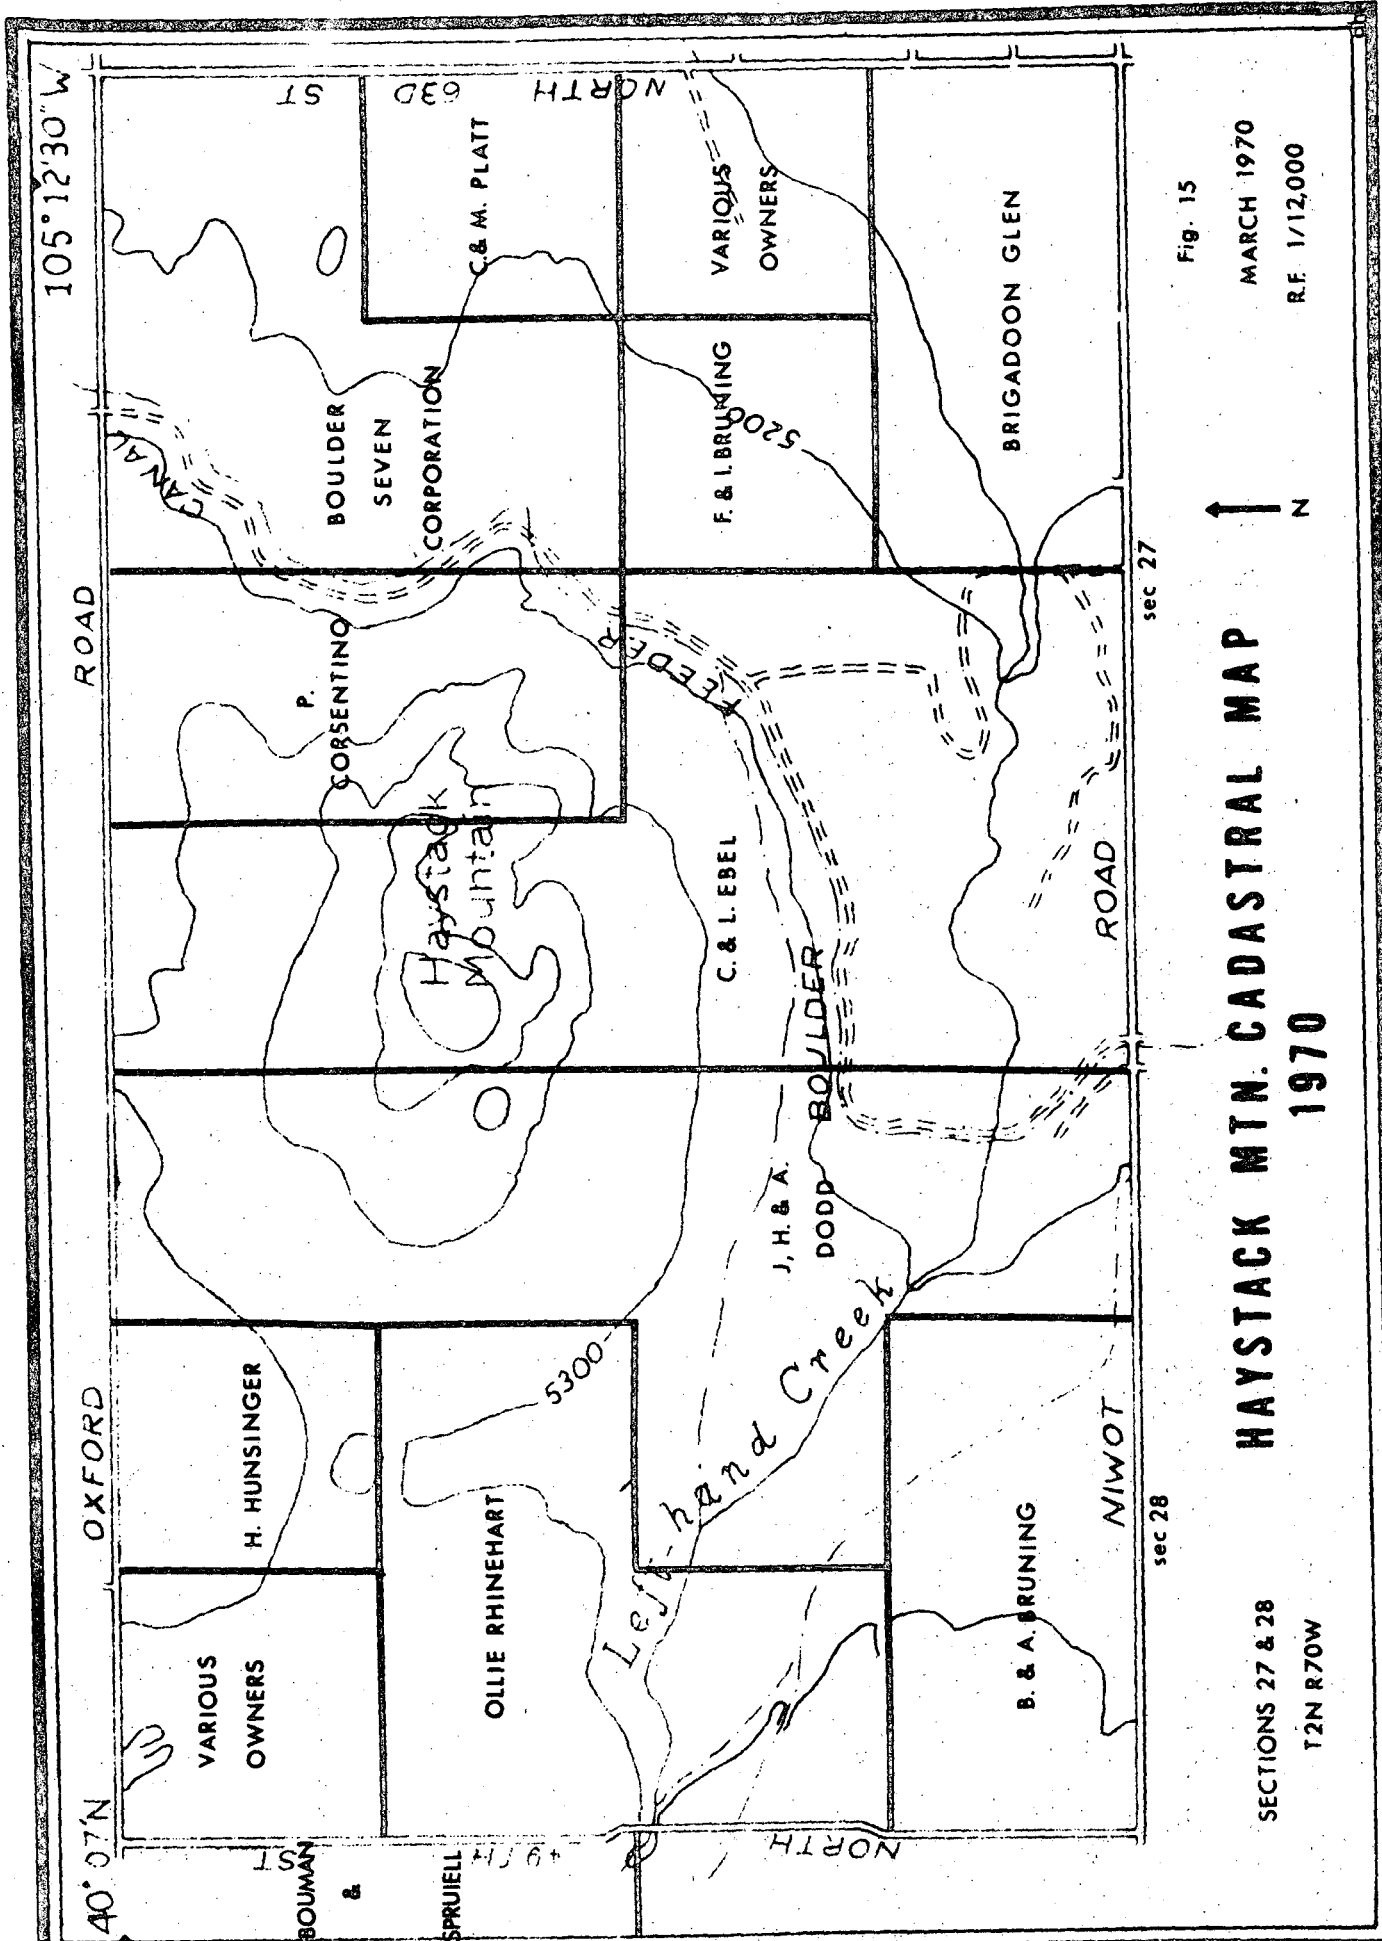 40° 07'N
105° 12' 30" W
OXFORD
ROAD
BOUMAN
&
SPRUIELL
NORTH
49TH
ST
VARIOUS
OWNERS
H. HUNSINGER
OLLIE RHINEHART
5300
Left-hand Creek
B. & A. BRUNING
J, H. & A.
DODD
Haystack
Mountain
P.
CORSENTINO
C. & L. EBEL
BOULDER
FEEDER
CANAL
BOULDER
SEVEN
CORPORATION
C. & M. PLATT
F. & I. BRUNING
5200
VARIOUS
OWNERS
BRIGADOON GLEN
NORTH
63D
ST
NIWOT
ROAD
sec 28
sec 27
SECTIONS 27 & 28
T2N R70W
HAYSTACK MTN. CADASTRAL MAP
1970
N
Fig. 15
MARCH 1970
R.F. 1/12,000